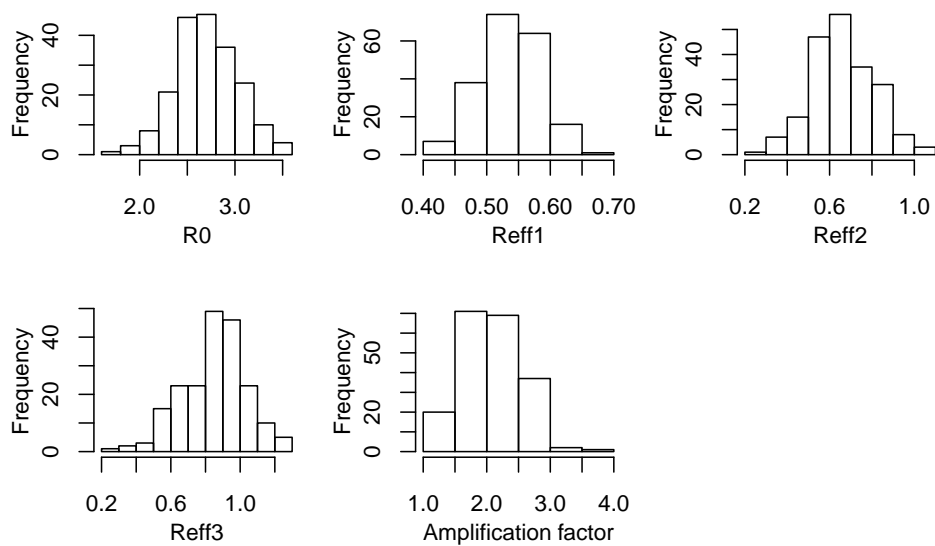 Frequency
0 20 40
2.0 3.0
R0
Frequency
0 20 60
0.40 0.50 0.60 0.70
Reff1
Frequency
0 20 40
0.2 0.6 1.0
Reff2
Frequency
0 20 40
0.2 0.6 1.0
Reff3
Frequency
0 20 50
1.0 2.0 3.0 4.0
Amplification factor